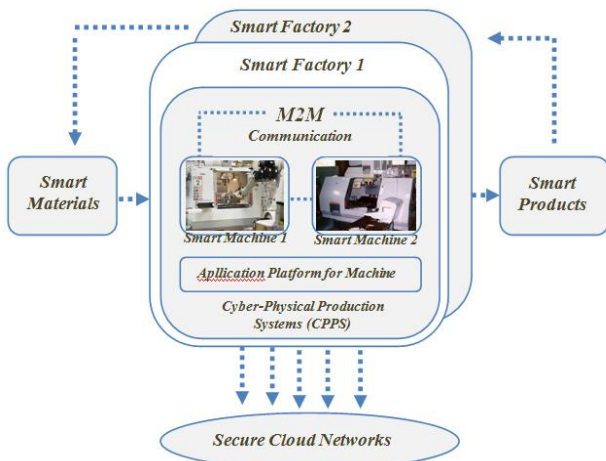 Smart Factory 2
Smart Factory 1
M2M
Communication
Smart
Materials
Smart Machine 1
Smart Machine 2
Smart
Products
Apllication Platform for Machine
Cyber-Physical Production
Systems (CPPS)
Secure Cloud Networks